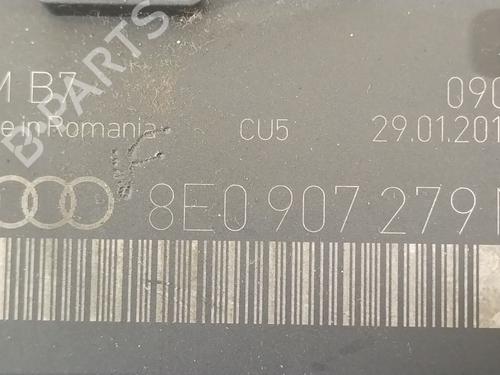 M B7
090
e in Romania
CU5
29.01.201
8E0 907 279
B-PARTS